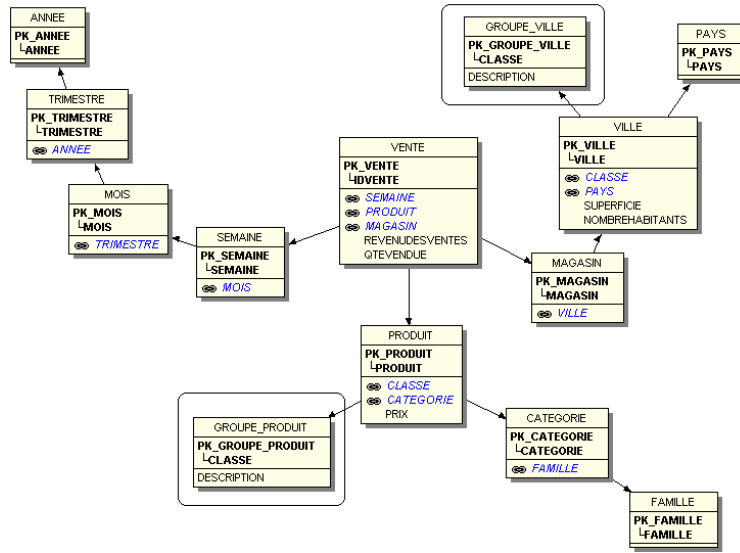 ANNEE
PK_ANNEE
ANNEE
GROUPE_VILLE
PK_GROUPE_VILLE
CLASSE
DESCRIPTION
PAYS
PK_PAYS
PAYS
TRIMESTRE
PK_TRIMESTRE
TRIMESTRE
ANNEE
VENTE
PK_VENTE
IDVENTE
SEMAINE
PRODUIT
MAGASIN
REVENUDESVENTES
QTEVENDUE
VILLE
PK_VILLE
VILLE
CLASSE
PAYS
SUPERFICIE
NOMBREHABITANTS
MOIS
PK_MOIS
MOIS
TRIMESTRE
SEMAINE
PK_SEMAINE
SEMAINE
MOIS
MAGASIN
PK_MAGASIN
MAGASIN
VILLE
PRODUIT
PK_PRODUIT
PRODUIT
CLASSE
CATEGORIE
PRIX
GROUPE_PRODUIT
PK_GROUPE_PRODUIT
CLASSE
DESCRIPTION
CATEGORIE
PK_CATEGORIE
CATEGORIE
FAMILLE
FAMILLE
PK_FAMILLE
FAMILLE